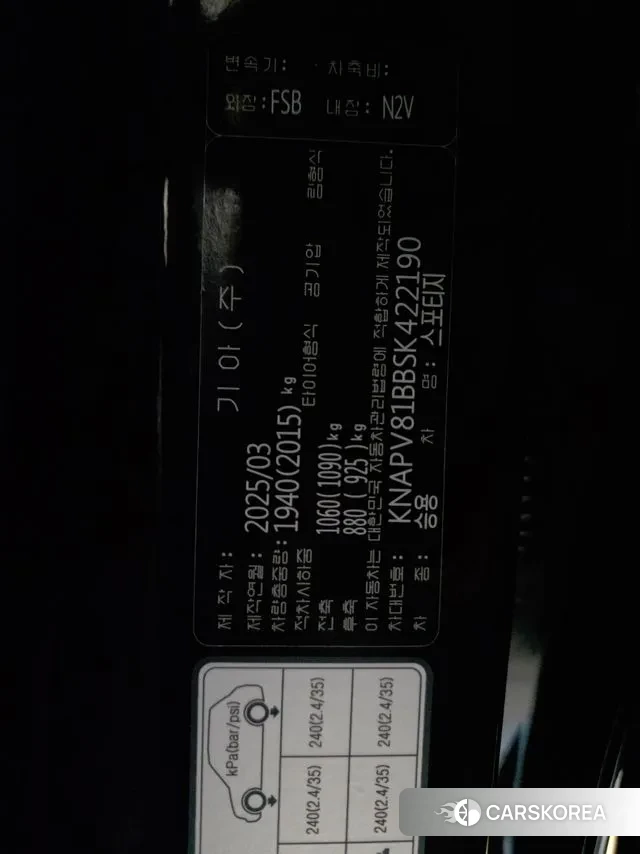 변속기: 차축비:
외장:FSB 내장: N2V
제 작 자: 기 아 ( 주 )
제작연월: 2025/03
차량총중량: 1940(2015) kg
적차시하중 타이어형식 공기압 림형식
전축 1060(1090)kg
후축 880 ( 925)kg
이 자동차는 대한민국 자동차관리법령에 적합하게 제작되었습니다.
차대번호: KNAPV81BBSK422190
차 종: 승용 차 명: 스포티지
kPa(bar/psi)
240(2.4/35) 240(2.4/35)
240(2.4/35) 240(2.4/35)
CARSKOREA